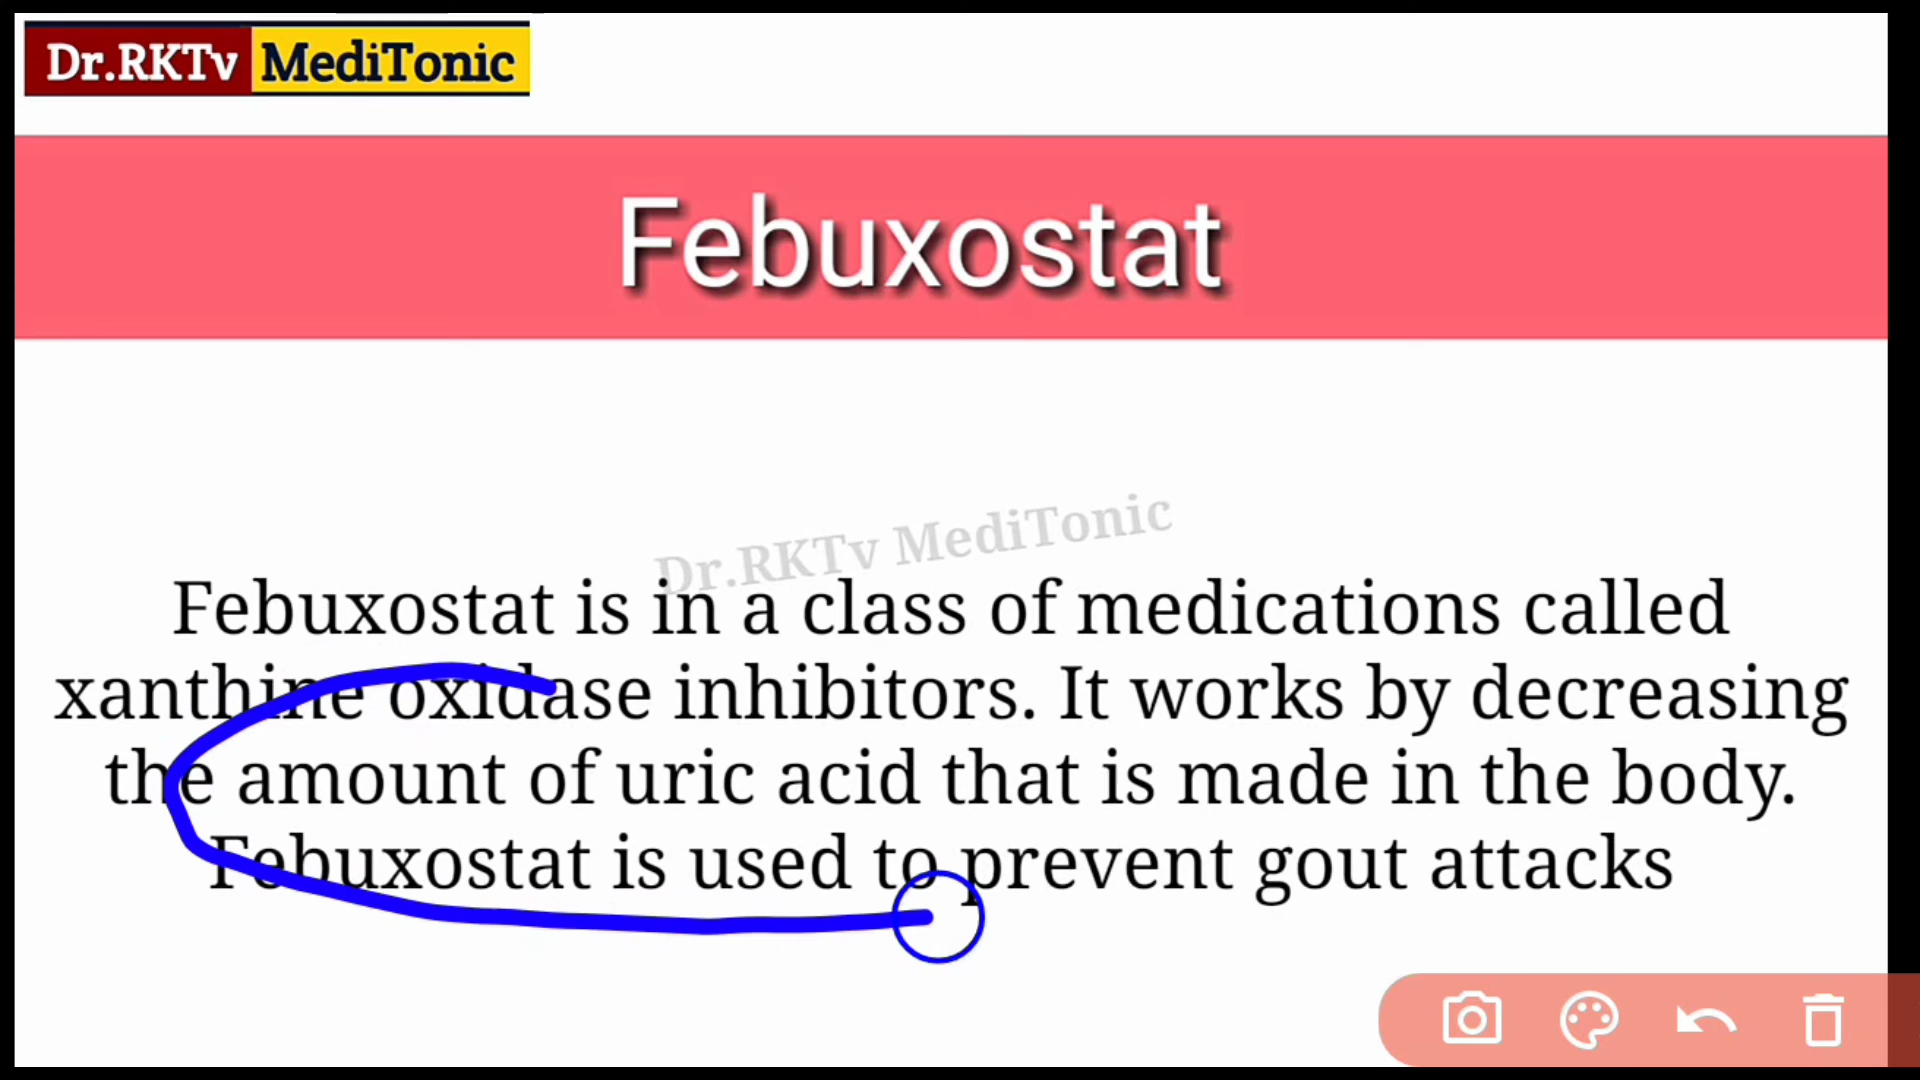 Dr.RKTv MediTonic
Febuxostat
Dr.RKTv MediTonic
Febuxostat is in a class of medications called
xanthine oxidase inhibitors. It works by decreasing
the amount of uric acid that is made in the body.
Febuxostat is used to prevent gout attacks